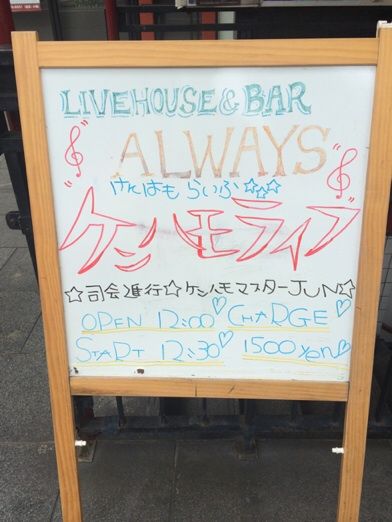 LIVEHOUSE & BAR
ALWAYS
けんはもらいぶ☆☆☆
ケンハモライブ
☆司会進行☆ケンハモマスターJUN☆
OPEN 12:00♡ CHARGE♡
START 12:30♡ 1500yen♡